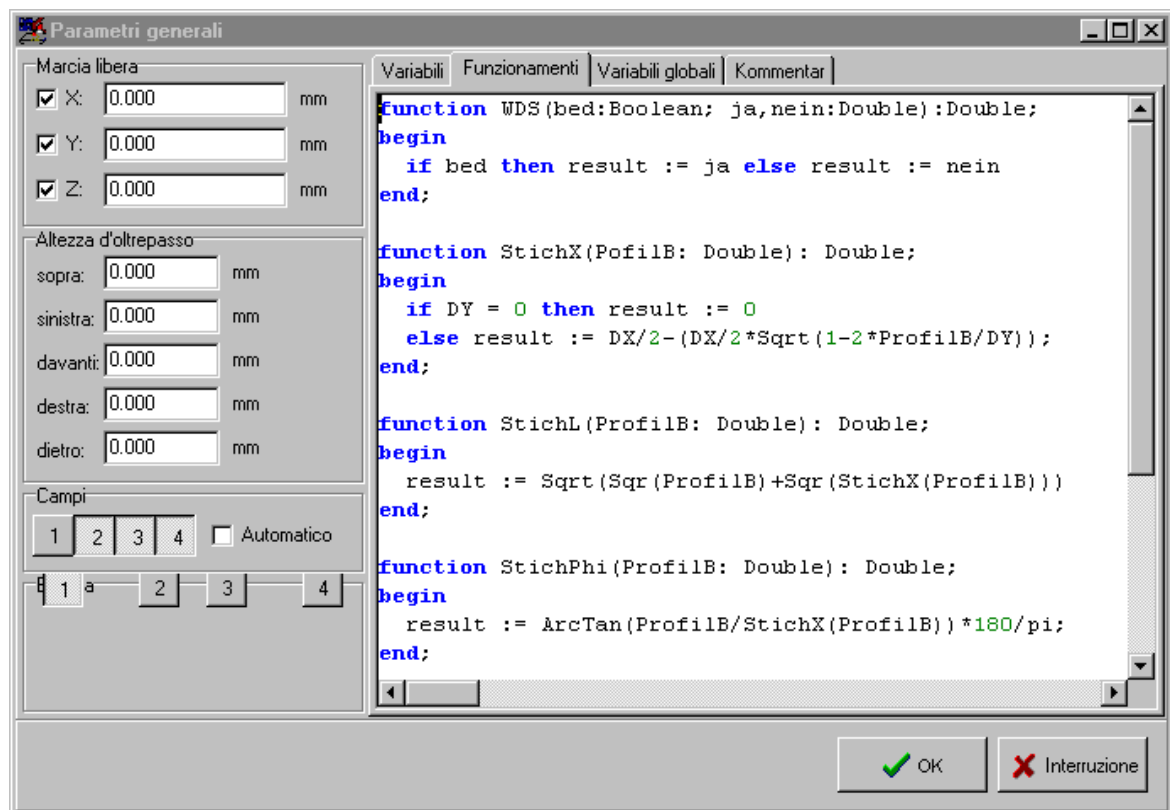 Parametri generali
Marcia libera
X: 0.000 mm
Y: 0.000 mm
Z: 0.000 mm
Altezza d'oltrepasso
sopra: 0.000 mm
sinistra: 0.000 mm
davanti: 0.000 mm
destra: 0.000 mm
dietro: 0.000 mm
Campi
1 2 3 4 Automatico
1 a 2 3 4
Variabili Funzionamenti Variabili globali Kommentar
function WDS(bed:Boolean; ja,nein:Double):Double;
begin
if bed then result := ja else result := nein
end;
function StichX(PofilB: Double): Double;
begin
if DY = 0 then result := 0
else result := DX/2-(DX/2*Sqrt(1-2*ProfilB/DY));
end;
function StichL(ProfilB: Double): Double;
begin
result := Sqrt(Sqr(ProfilB)+Sqr(StichX(ProfilB)))
end;
function StichPhi(ProfilB: Double): Double;
begin
result := ArcTan(ProfilB/StichX(ProfilB))*180/pi;
end;
OK Interruzione